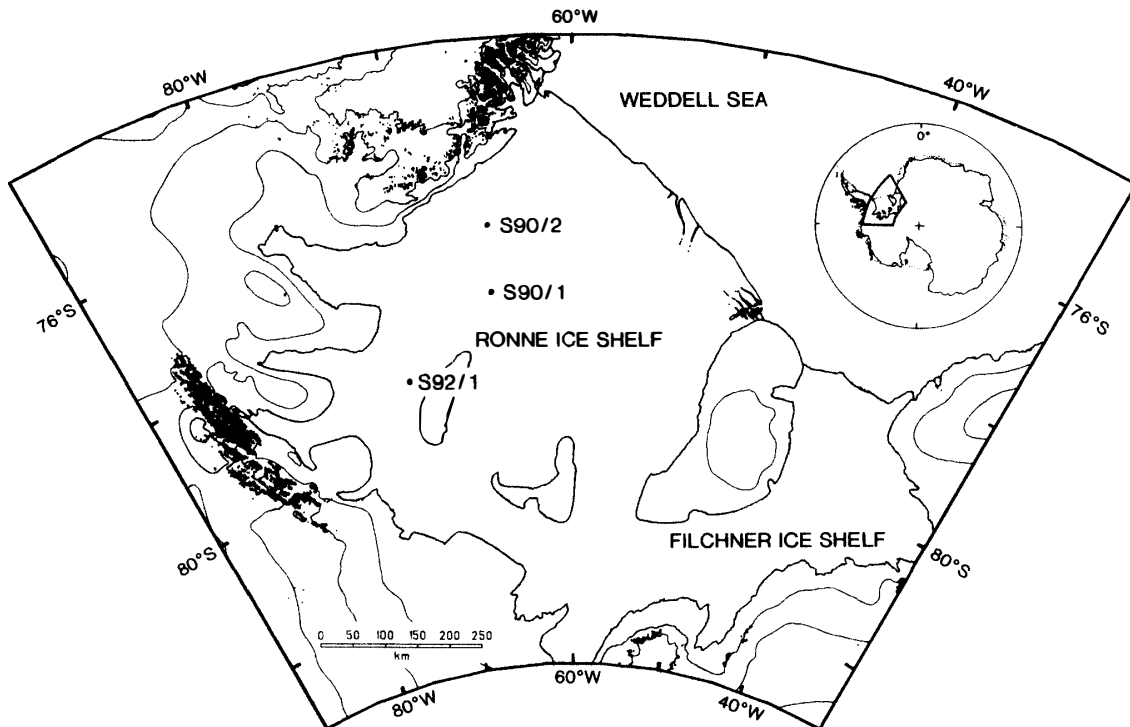 60°W
80°W
40°W
WEDDELL SEA
0°
S90/2
S90/1
76°S
76°S
RONNE ICE SHELF
S92/1
FILCHNER ICE SHELF
80°S
80°S
0 50 100 150 200 250
km
60°W
80°W
40°W